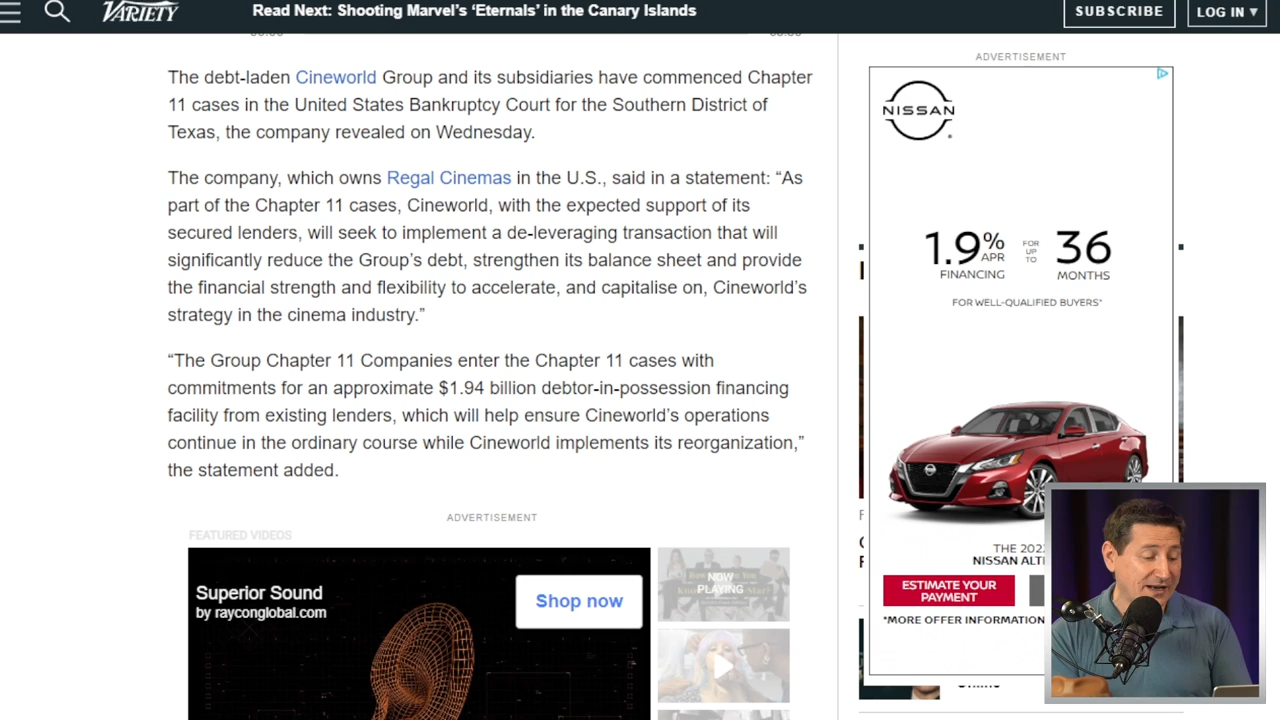 VARIETY
Read Next: Shooting Marvel's 'Eternals' in the Canary Islands
SUBSCRIBE
LOG IN ▾
The debt-laden Cineworld Group and its subsidiaries have commenced Chapter
11 cases in the United States Bankruptcy Court for the Southern District of
Texas, the company revealed on Wednesday.
The company, which owns Regal Cinemas in the U.S., said in a statement: “As
part of the Chapter 11 cases, Cineworld, with the expected support of its
secured lenders, will seek to implement a de-leveraging transaction that will
significantly reduce the Group’s debt, strengthen its balance sheet and provide
the financial strength and flexibility to accelerate, and capitalise on, Cineworld’s
strategy in the cinema industry.”
“The Group Chapter 11 Companies enter the Chapter 11 cases with
commitments for an approximate $1.94 billion debtor-in-possession financing
facility from existing lenders, which will help ensure Cineworld’s operations
continue in the ordinary course while Cineworld implements its reorganization,”
the statement added.
ADVERTISEMENT
FEATURED VIDEOS
Superior Sound
by rayconglobal.com
Shop now
NOW
PLAYING
ADVERTISEMENT
NISSAN
1.9% APR FOR UP TO 36
FINANCING MONTHS
FOR WELL-QUALIFIED BUYERS*
THE 202
NISSAN ALT
ESTIMATE YOUR
PAYMENT
*MORE OFFER INFORMATION